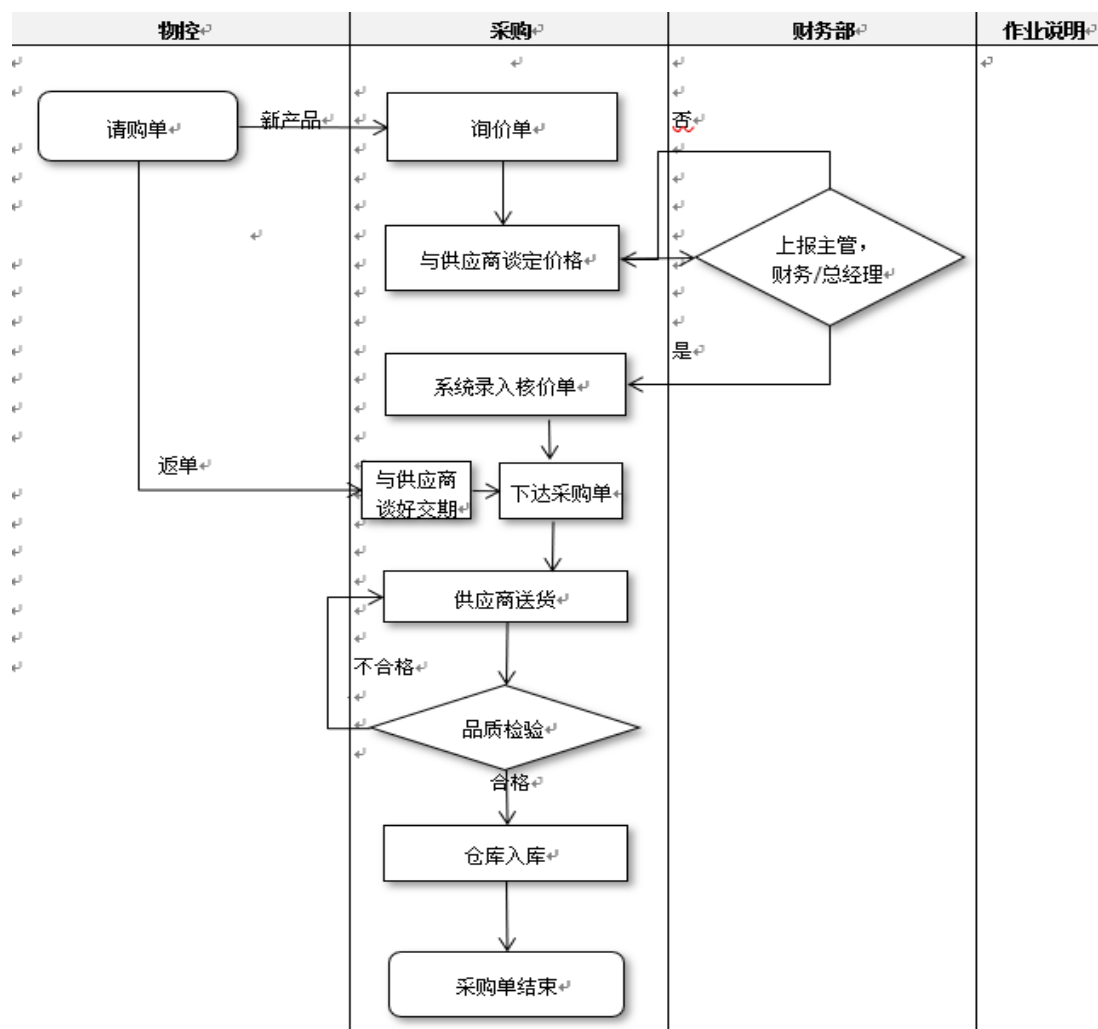 物控
采购
财务部
作业说明
请购单
新产品
询价单
否
与供应商谈定价格
上报主管，
财务/总经理
是
系统录入核价单
返单
与供应商
谈好交期
下达采购单
供应商送货
不合格
品质检验
合格
仓库入库
采购单结束